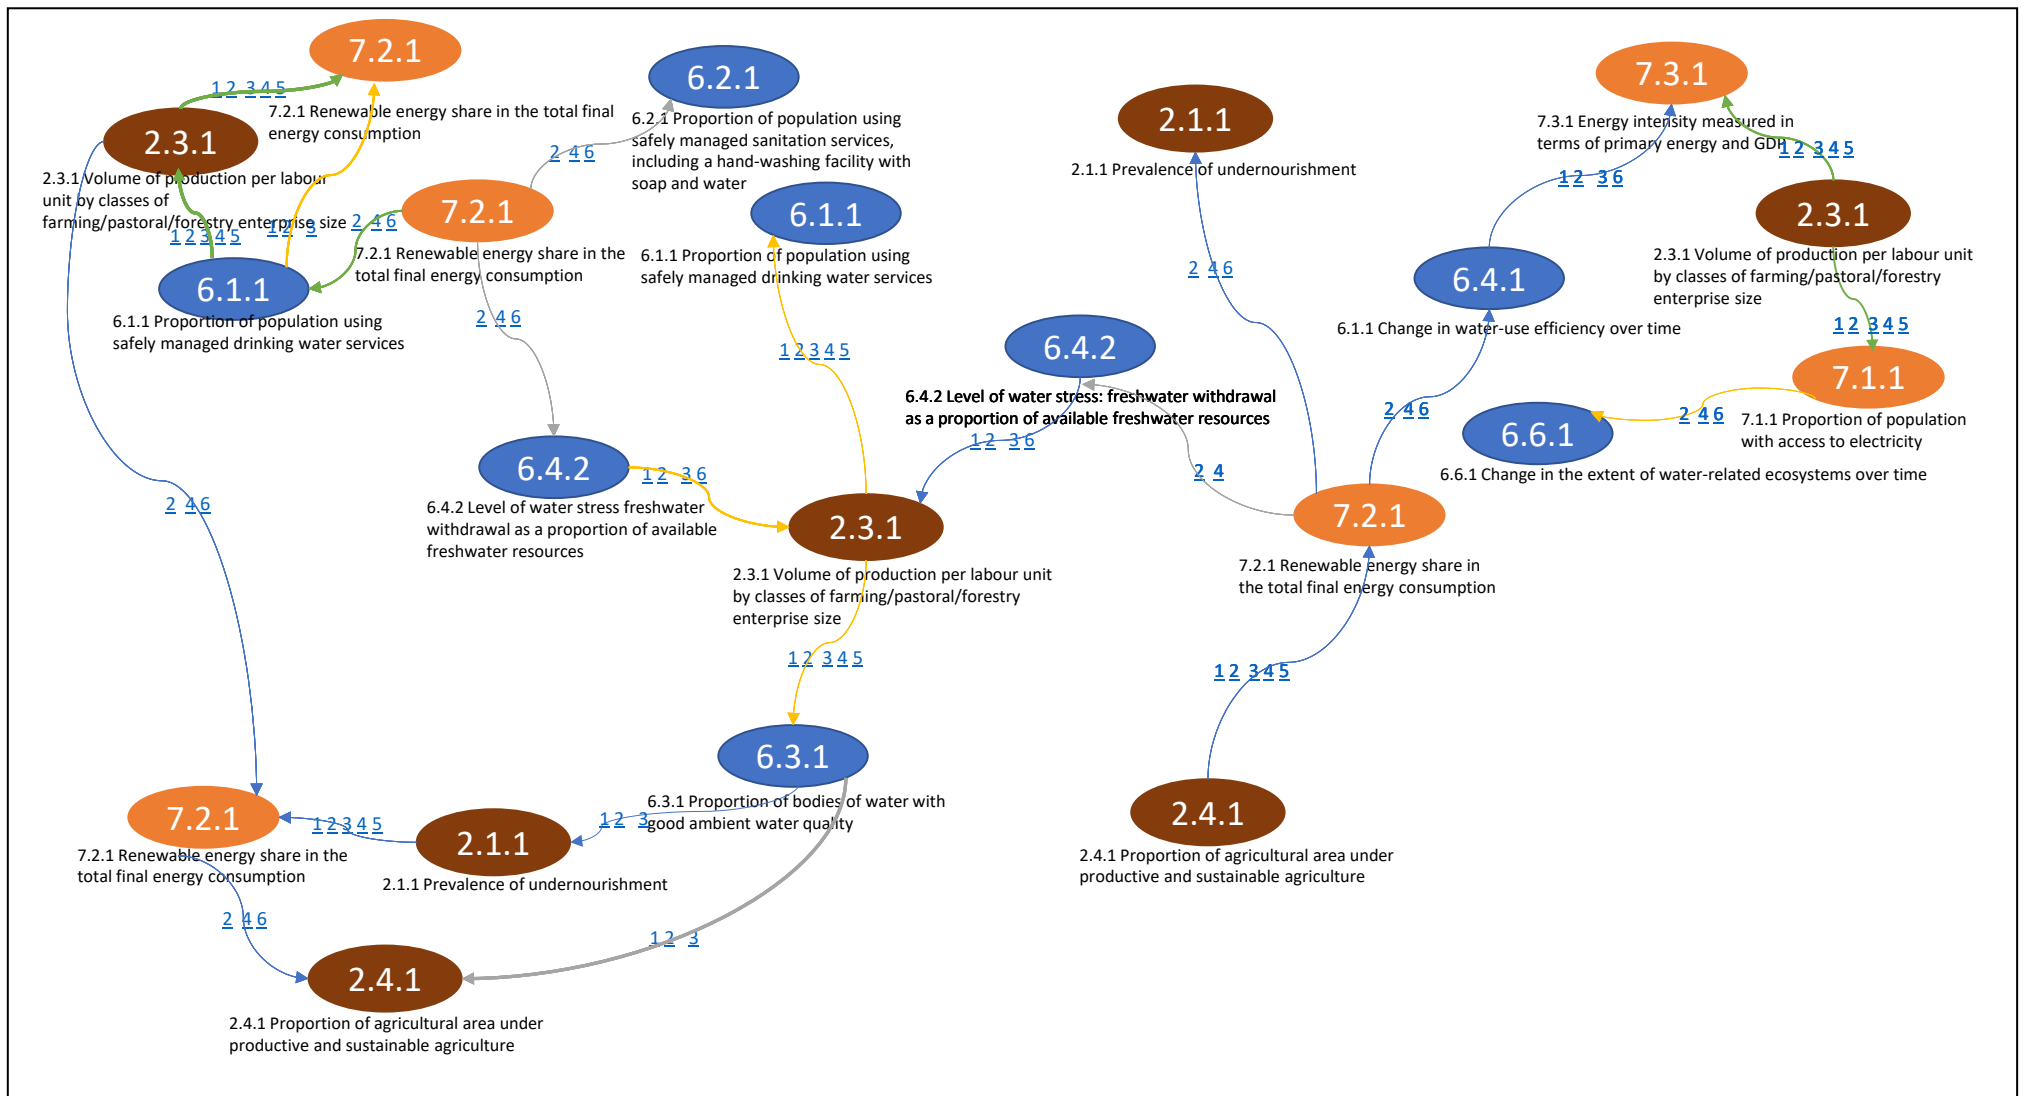 7.2.1
1 2 3 4 5
7.2.1 Renewable energy share in the total final
energy consumption
2.3.1
2.3.1 Volume of production per labour
unit by classes of
farming/pastoral/forestry enterprise size
1 2 3 4 5
1 2 3
2 4 6
6.1.1
6.1.1 Proportion of population using
safely managed drinking water services
6.2.1
6.2.1 Proportion of population using
safely managed sanitation services,
including a hand-washing facility with
soap and water
2 4 6
7.2.1
7.2.1 Renewable energy share in the
total final energy consumption
2 4 6
6.1.1
6.1.1 Proportion of population using
safely managed drinking water services
1 2 3 4 5
2.1.1
2.1.1 Prevalence of undernourishment
2 4 6
7.3.1
7.3.1 Energy intensity measured in
terms of primary energy and GDP
1 2 3 4 5
1 2 3 6
2.3.1
2.3.1 Volume of production per labour unit
by classes of farming/pastoral/forestry
enterprise size
6.4.1
6.1.1 Change in water-use efficiency over time
1 2 3 4 5
7.1.1
7.1.1 Proportion of population
with access to electricity
2 4 6
2 4 6
6.6.1
6.6.1 Change in the extent of water-related ecosystems over time
6.4.2
6.4.2 Level of water stress: freshwater withdrawal
as a proportion of available freshwater resources
1 2 3 6
2 4
6.4.2
6.4.2 Level of water stress freshwater
withdrawal as a proportion of available
freshwater resources
1 2 3 6
2 4 6
2.3.1
2.3.1 Volume of production per labour unit
by classes of farming/pastoral/forestry
enterprise size
7.2.1
7.2.1 Renewable energy share in
the total final energy consumption
1 2 3 4 5
1 2 3 4 5
6.3.1
6.3.1 Proportion of bodies of water with
good ambient water quality
1 2 3
7.2.1
7.2.1 Renewable energy share in the
total final energy consumption
1 2 3 4 5
2.1.1
2.1.1 Prevalence of undernourishment
2.4.1
2.4.1 Proportion of agricultural area under
productive and sustainable agriculture
2 4 6
1 2 3
2.4.1
2.4.1 Proportion of agricultural area under
productive and sustainable agriculture